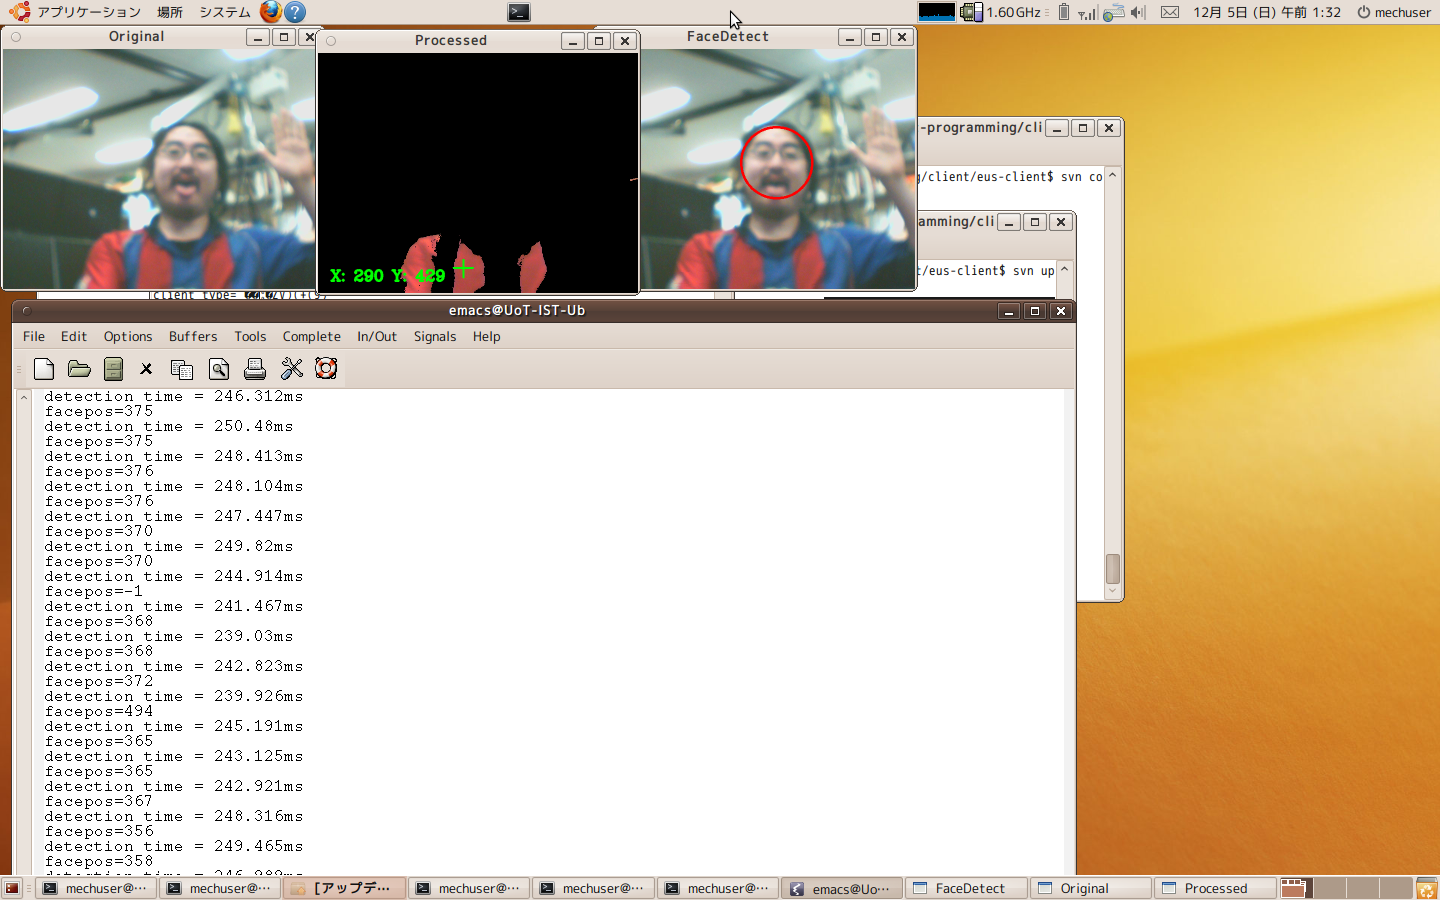 アプリケーション 場所 システム 1.60 GHz 12月 5日 (日) 午前 1:32 mechuser
Original
Processed
FaceDetect
X: 290 Y: 429
-programming/cli
g/client/eus-client$ svn co
amming/cli
t/eus-client$ svn up
emacs@UoT-IST-Ub
File Edit Options Buffers Tools Complete In/Out Signals Help
detection time = 246.312ms
facepos=375
detection time = 250.48ms
facepos=375
detection time = 248.413ms
facepos=376
detection time = 248.104ms
facepos=376
detection time = 247.447ms
facepos=370
detection time = 249.82ms
facepos=370
detection time = 244.914ms
facepos=-1
detection time = 241.467ms
facepos=368
detection time = 239.03ms
facepos=368
detection time = 242.823ms
facepos=372
detection time = 239.926ms
facepos=494
detection time = 245.191ms
facepos=365
detection time = 243.125ms
facepos=365
detection time = 242.921ms
facepos=367
detection time = 248.316ms
facepos=356
detection time = 249.465ms
facepos=358
mechuser@··· mechuser@··· [アップデ··· mechuser@··· mechuser@··· mechuser@··· emacs@Uo··· FaceDetect Original Processed